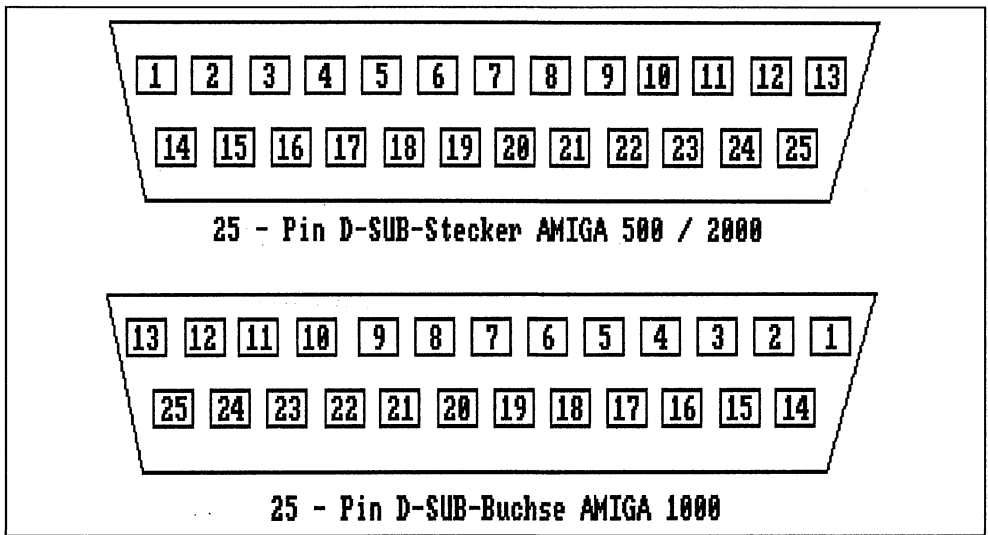 1 2 3 4 5 6 7 8 9 10 11 12 13
14 15 16 17 18 19 20 21 22 23 24 25
25 - Pin D-SUB-Stecker AMIGA 500 / 2000
13 12 11 10 9 8 7 6 5 4 3 2 1
25 24 23 22 21 20 19 18 17 16 15 14
25 - Pin D-SUB-Buchse AMIGA 1000